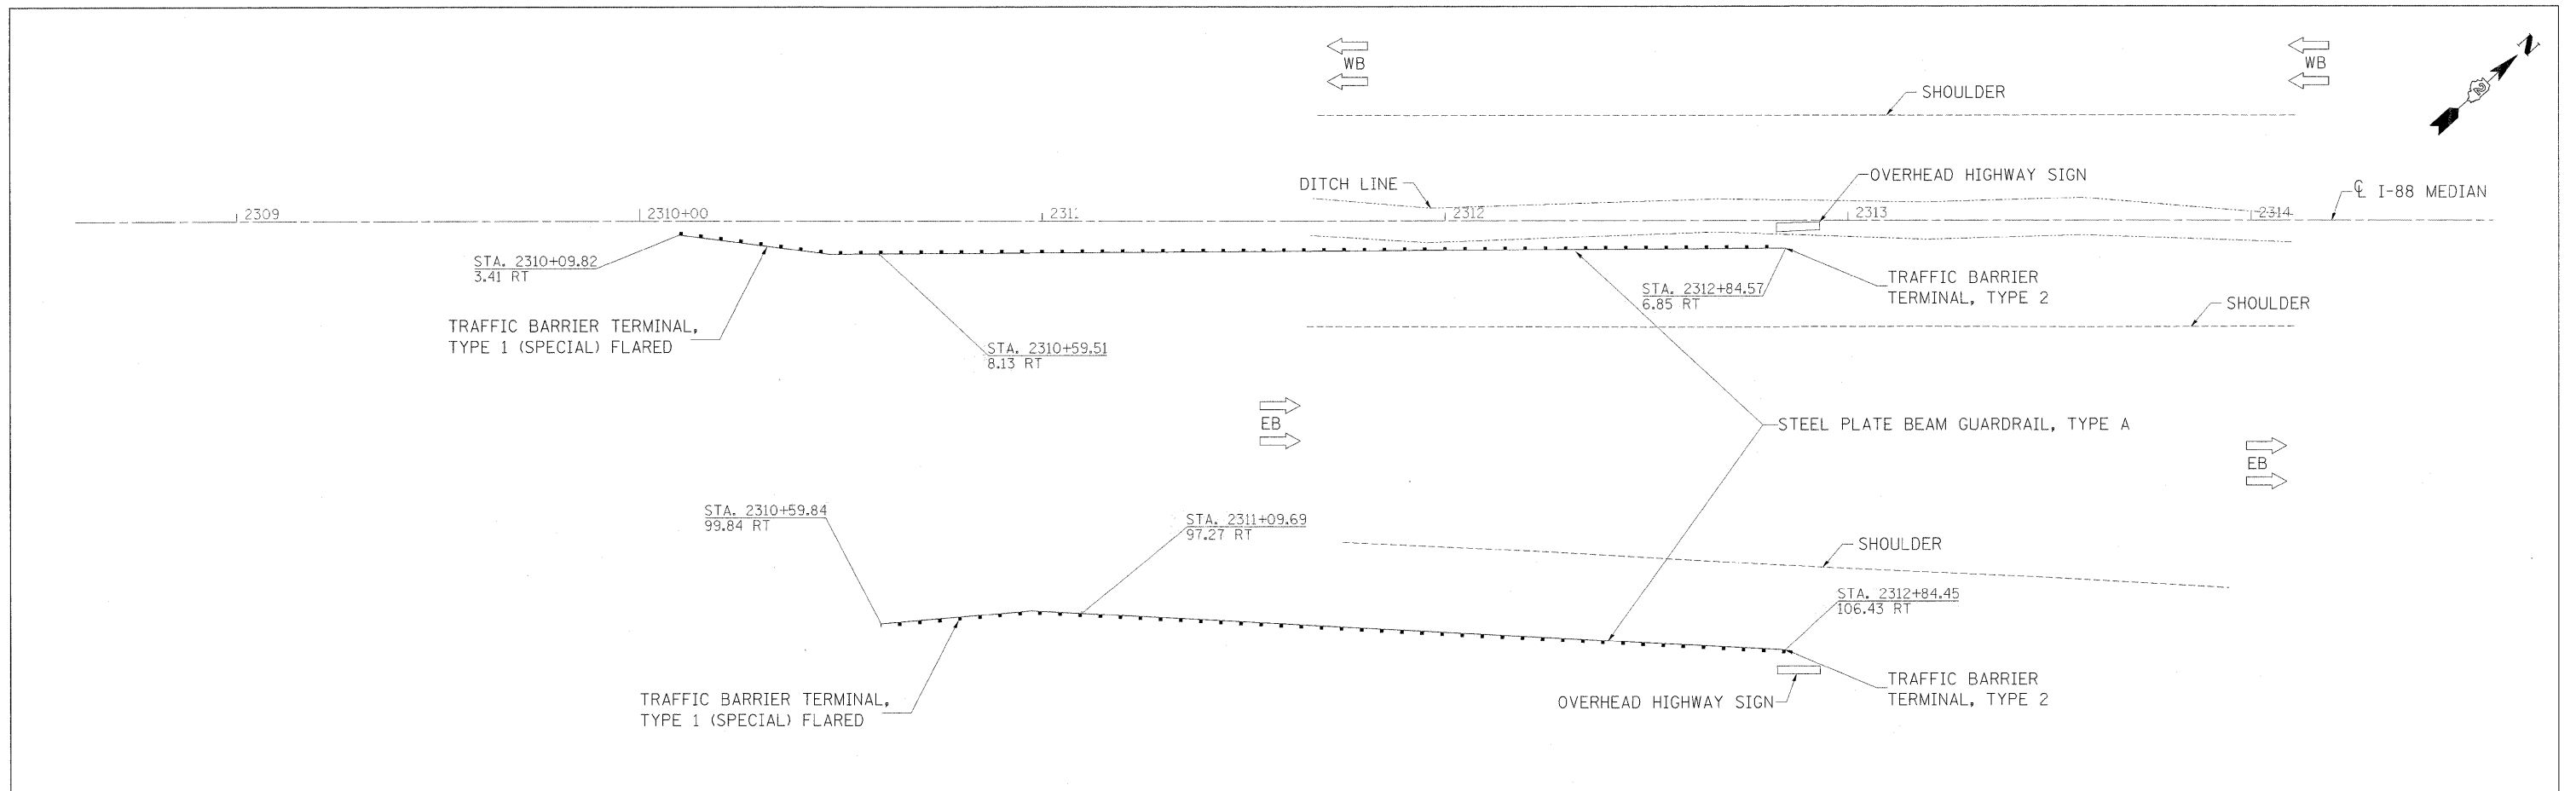 WB
WB
N
SHOULDER
OVERHEAD HIGHWAY SIGN
DITCH LINE
℄ I-88 MEDIAN
2309
2310+00
2311
2312
2313
2314
STA. 2310+09.82
3.41 RT
TRAFFIC BARRIER
TERMINAL, TYPE 2
STA. 2312+84.57
6.85 RT
SHOULDER
TRAFFIC BARRIER TERMINAL,
TYPE 1 (SPECIAL) FLARED
STA. 2310+59.51
8.13 RT
EB
STEEL PLATE BEAM GUARDRAIL, TYPE A
EB
STA. 2310+59.84
99.84 RT
STA. 2311+09.69
97.27 RT
SHOULDER
STA. 2312+84.45
106.43 RT
TRAFFIC BARRIER TERMINAL,
TYPE 1 (SPECIAL) FLARED
OVERHEAD HIGHWAY SIGN
TRAFFIC BARRIER
TERMINAL, TYPE 2